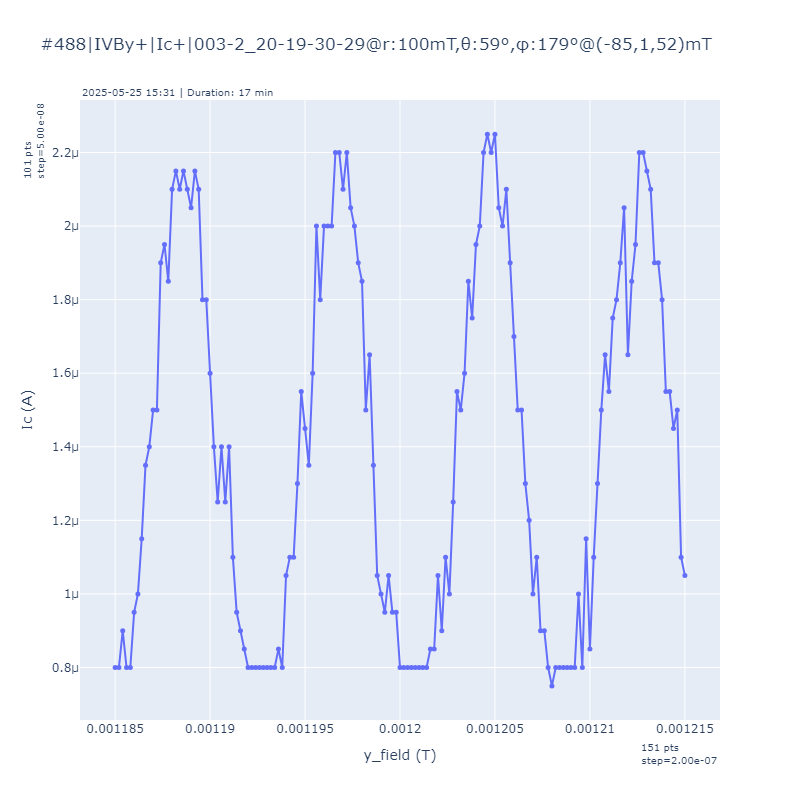 #488|IVBy+|Ic+|003-2_20-19-30-29@r:100mT,θ:59°,φ:179°@(-85,1,52)mT
2025-05-25 15:31 | Duration: 17 min
101 pts
step=5.00e-08
2.2μ
2μ
1.8μ
1.6μ
1.4μ
1.2μ
1μ
0.8μ
Ic (A)
0.001185
0.00119
0.001195
0.0012
0.001205
0.00121
0.001215
y_field (T)
151 pts
step=2.00e-07